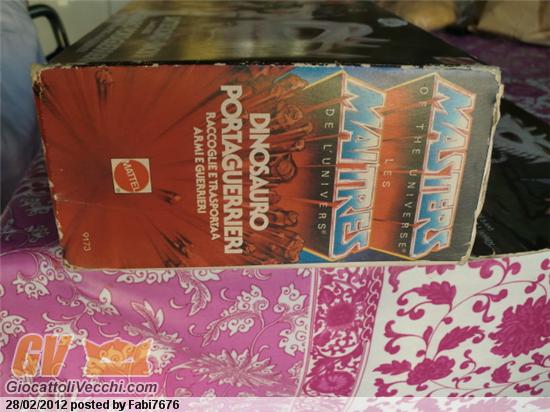 MASTERS
OF THE UNIVERSE®
LES
MAITRES
DE L'UNIVERS®
DINOSAURO
PORTAGUERRIERI
RACCOGLIE E TRASPORTA
ARMI E GUERRIERI
MATTEL
9173
GV
GiocattoliVecchi.com
28/02/2012 posted by Fabi7676